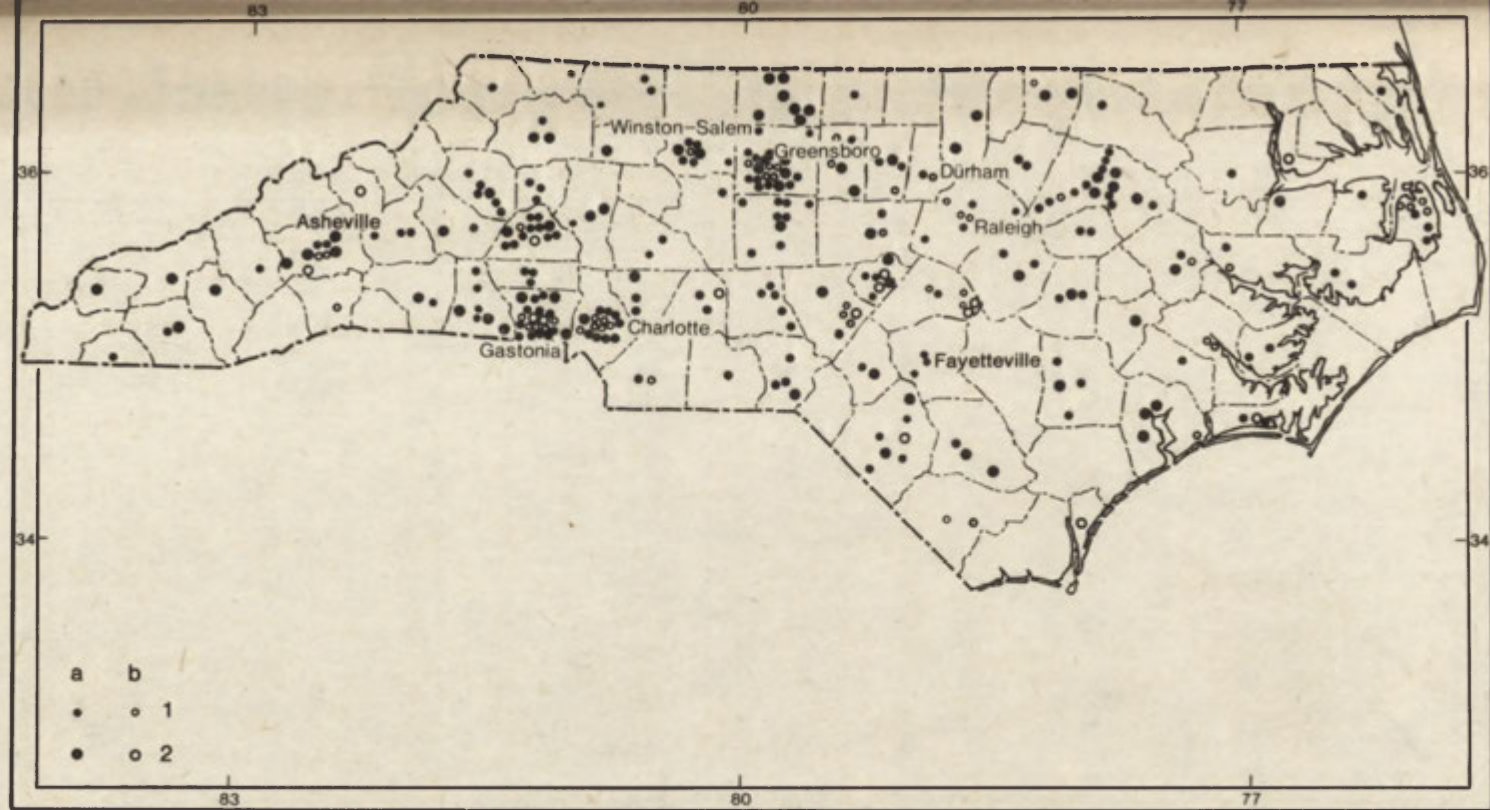 83 80 77
Winston-Salem
Greensboro
36 Dürham 36
Asheville
Raleigh
Charlotte
Gastonia
Fayetteville
34 34
a b
1
2
83 80 77